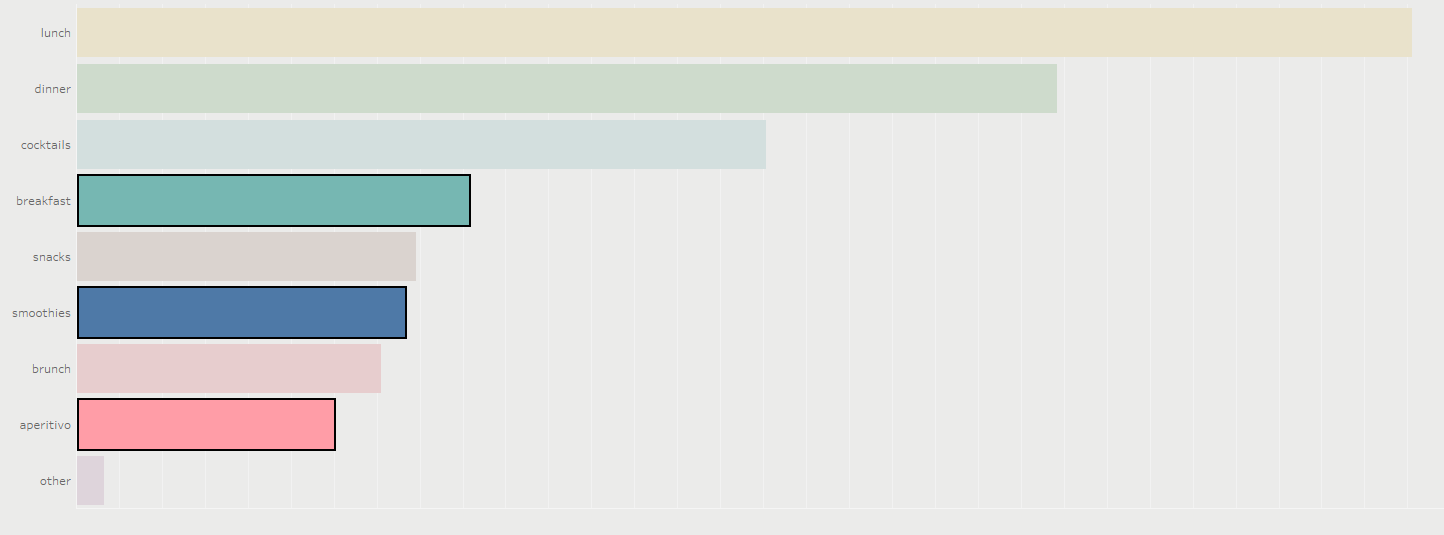 lunch
dinner
cocktails
breakfast
snacks
smoothies
brunch
aperitivo
other